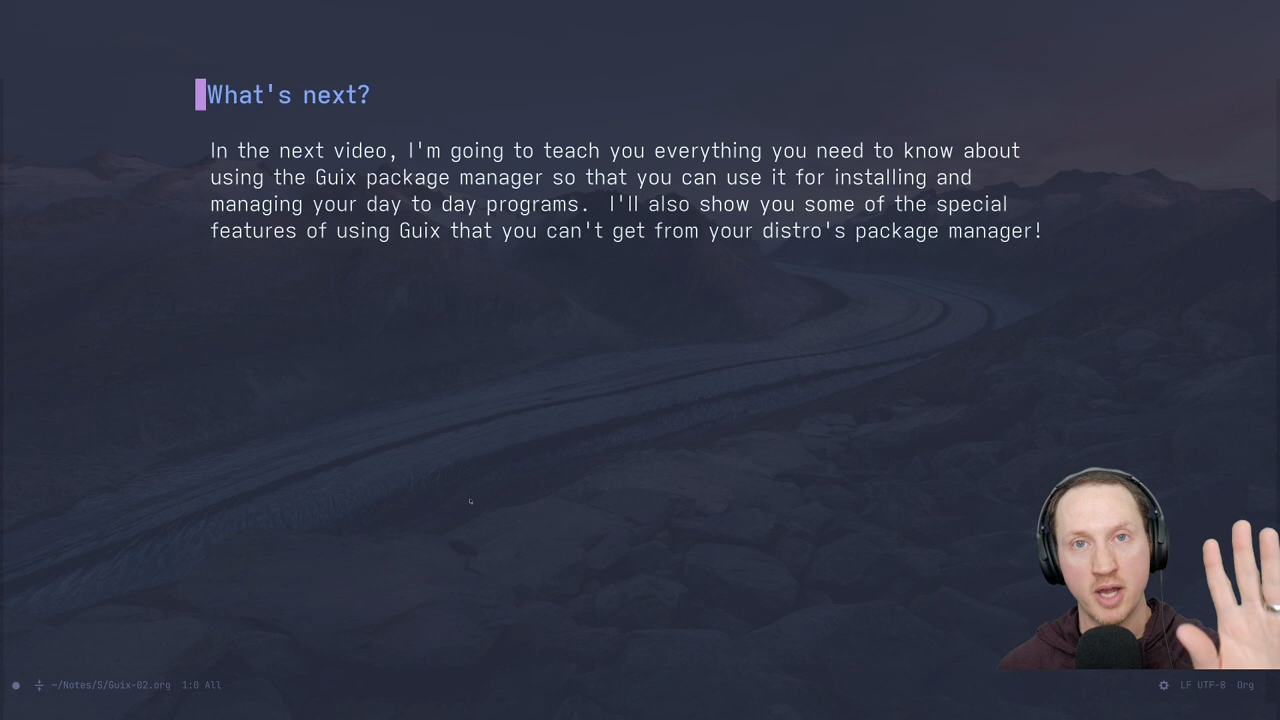 What's next?
In the next video, I'm going to teach you everything you need to know about
using the Guix package manager so that you can use it for installing and
managing your day to day programs.  I'll also show you some of the special
features of using Guix that you can't get from your distro's package manager!
~/Notes/S/Guix-02.org  1:0 All
LF UTF-8  Org